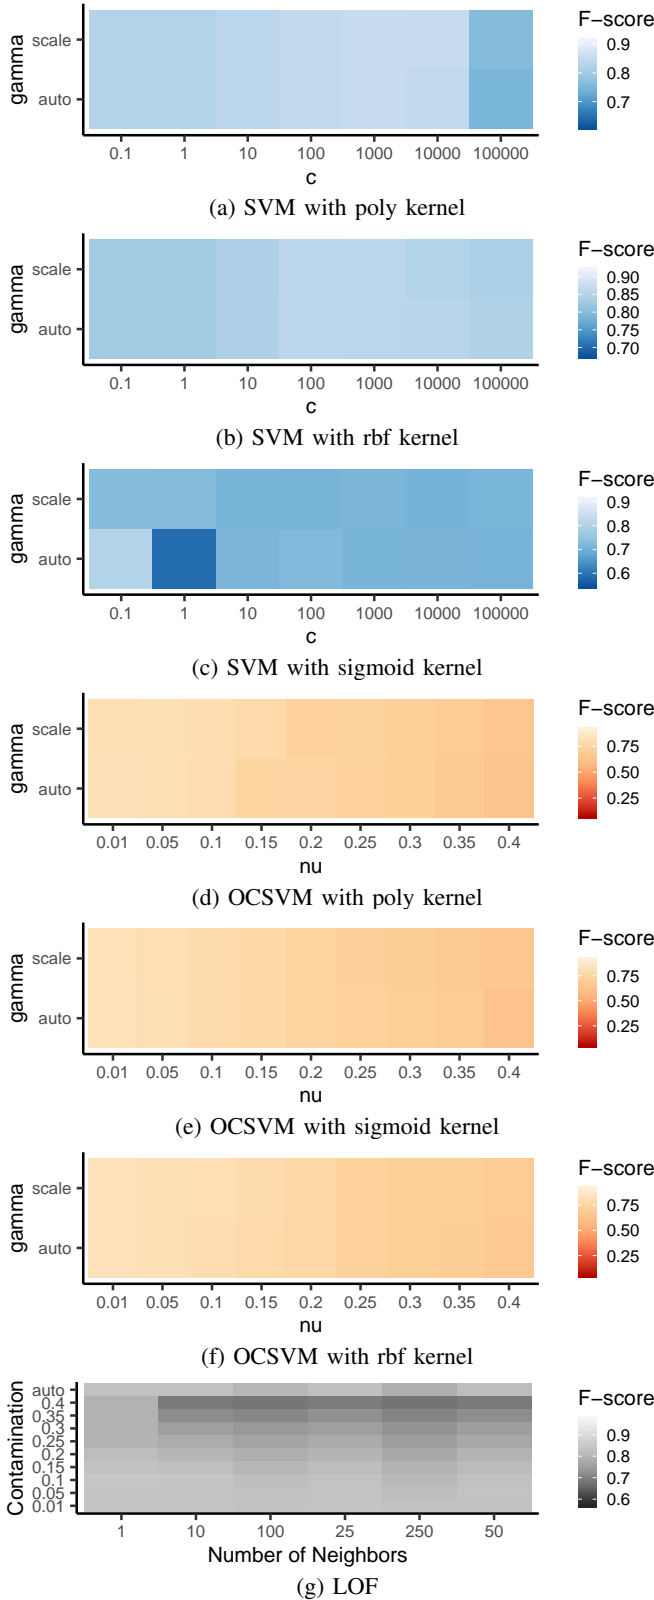 F-score
scale
0.9
0.8
gamma
auto
0.7
0.1 1 10 100 1000 10000 100000
c
(a) SVM with poly kernel
F-score
scale
0.90
0.85
gamma
0.80
0.75
auto
0.70
0.1 1 10 100 1000 10000 100000
c
(b) SVM with rbf kernel
F-score
scale
0.9
0.8
gamma
0.7
auto
0.6
0.1 1 10 100 1000 10000 100000
c
(c) SVM with sigmoid kernel
F-score
scale
0.75
gamma
0.50
auto
0.25
0.01 0.05 0.1 0.15 0.2 0.25 0.3 0.35 0.4
nu
(d) OCSVM with poly kernel
F-score
scale
0.75
gamma
0.50
auto
0.25
0.01 0.05 0.1 0.15 0.2 0.25 0.3 0.35 0.4
nu
(e) OCSVM with sigmoid kernel
F-score
scale
0.75
gamma
0.50
auto
0.25
0.01 0.05 0.1 0.15 0.2 0.25 0.3 0.35 0.4
nu
(f) OCSVM with rbf kernel
Contamination
auto
0.4
0.35
0.3
0.25
0.2
0.15
0.1
0.05
0.01
F-score
0.9
0.8
0.7
0.6
1 10 100 25 250 50
Number of Neighbors
(g) LOF